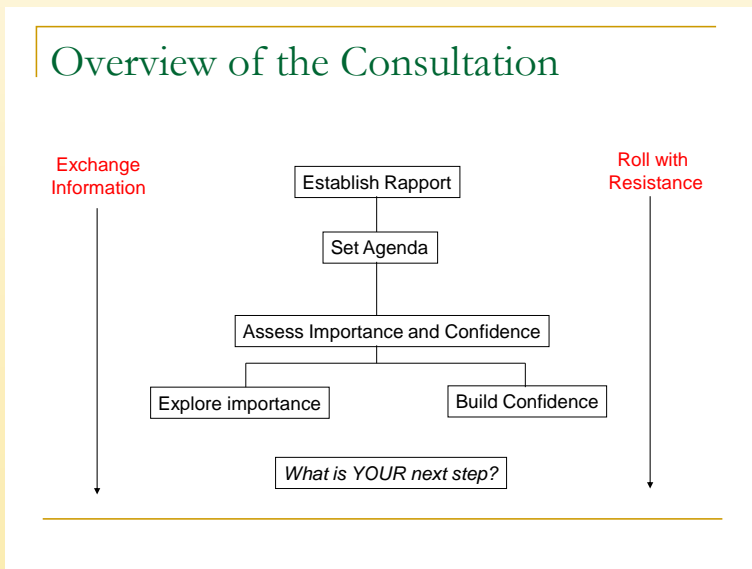 Overview of the Consultation
Exchange
Information
Establish Rapport
Roll with
Resistance
Set Agenda
Assess Importance and Confidence
Explore importance
Build Confidence
What is YOUR next step?